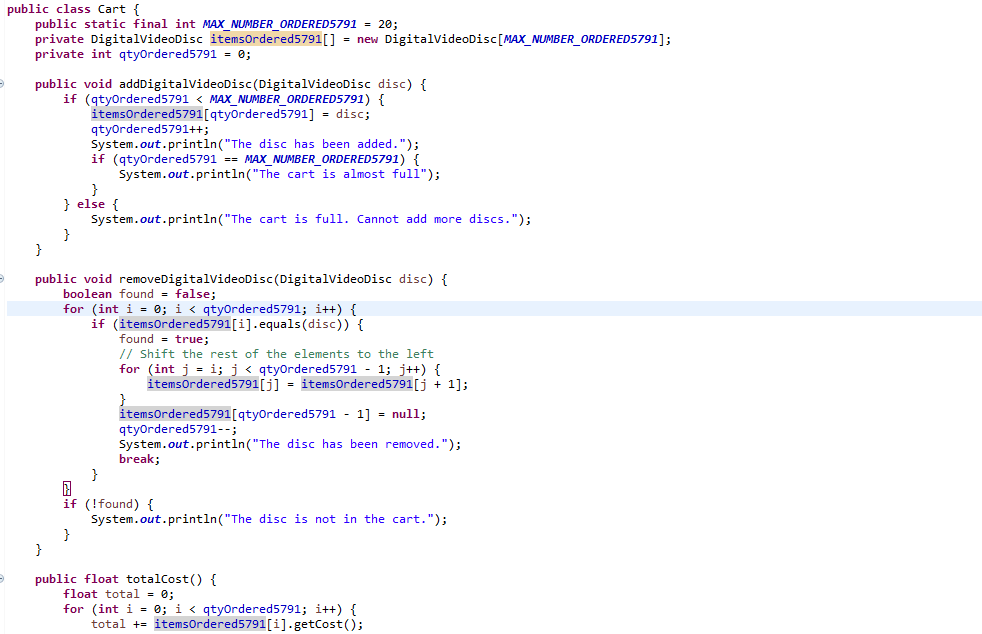 public class Cart {
    public static final int MAX_NUMBER_ORDERED5791 = 20;
    private DigitalVideoDisc itemsOrdered5791[] = new DigitalVideoDisc[MAX_NUMBER_ORDERED5791];
    private int qtyOrdered5791 = 0;

    public void addDigitalVideoDisc(DigitalVideoDisc disc) {
        if (qtyOrdered5791 < MAX_NUMBER_ORDERED5791) {
            itemsOrdered5791[qtyOrdered5791] = disc;
            qtyOrdered5791++;
            System.out.println("The disc has been added.");
            if (qtyOrdered5791 == MAX_NUMBER_ORDERED5791) {
                System.out.println("The cart is almost full");
            }
        } else {
            System.out.println("The cart is full. Cannot add more discs.");
        }
    }

    public void removeDigitalVideoDisc(DigitalVideoDisc disc) {
        boolean found = false;
        for (int i = 0; i < qtyOrdered5791; i++) {
            if (itemsOrdered5791[i].equals(disc)) {
                found = true;
                // Shift the rest of the elements to the left
                for (int j = i; j < qtyOrdered5791 - 1; j++) {
                    itemsOrdered5791[j] = itemsOrdered5791[j + 1];
                }
                itemsOrdered5791[qtyOrdered5791 - 1] = null;
                qtyOrdered5791--;
                System.out.println("The disc has been removed.");
                break;
            }
        }
        if (!found) {
            System.out.println("The disc is not in the cart.");
        }
    }

    public float totalCost() {
        float total = 0;
        for (int i = 0; i < qtyOrdered5791; i++) {
            total += itemsOrdered5791[i].getCost();